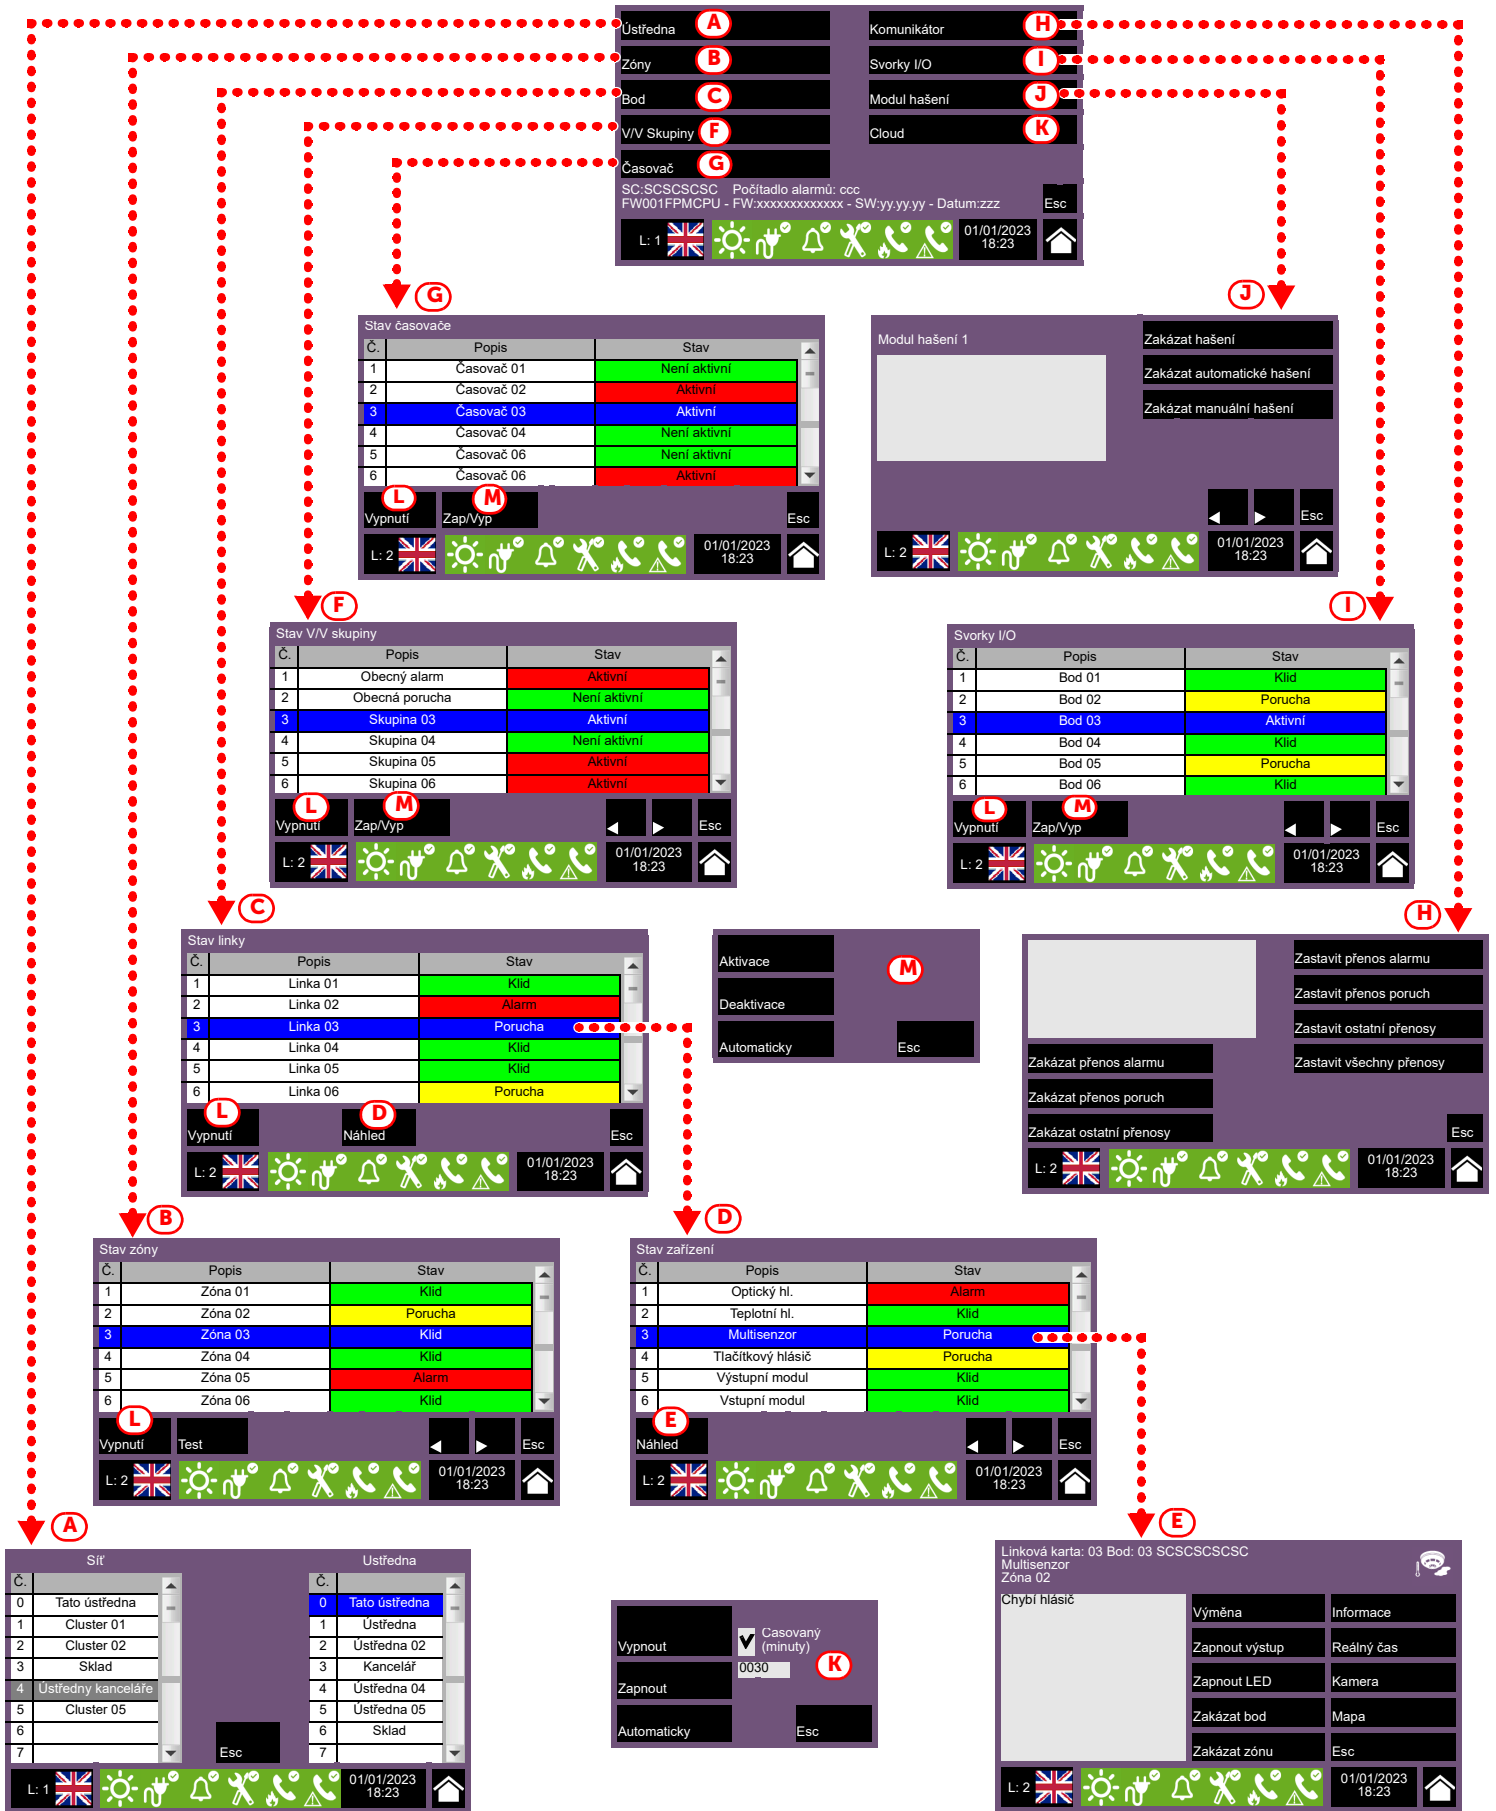 Ústředna A
Komunikátor H
Zóny B
Svorky I/O I
Bod C
Modul hašení J
V/V Skupiny F
Cloud K
Časovač G
SC:SCSCSCSC Počítadlo alarmů: ccc
FW001FPMCPU - FW:xxxxxxxxxxxxx - SW:yy.yy.yy - Datum:zzz
Esc
L: 1
01/01/2023
18:23
G
Stav časovače
Č. Popis Stav
1 Časovač 01 Není aktivní
2 Časovač 02 Aktivní
3 Časovač 03 Aktivní
4 Časovač 04 Není aktivní
5 Časovač 06 Není aktivní
6 Časovač 06 Aktivní
L M
Vypnutí Zap/Vyp Esc
L: 2
01/01/2023
18:23
J
Modul hašení 1
Zakázat hašení
Zakázat automatické hašení
Zakázat manuální hašení
Esc
L: 2
01/01/2023
18:23
F
Stav V/V skupiny
Č. Popis Stav
1 Obecný alarm Aktivní
2 Obecná porucha Není aktivní
3 Skupina 03 Aktivní
4 Skupina 04 Není aktivní
5 Skupina 05 Aktivní
6 Skupina 06 Aktivní
L M
Vypnutí Zap/Vyp Esc
L: 2
01/01/2023
18:23
I
Svorky I/O
Č. Popis Stav
1 Bod 01 Klid
2 Bod 02 Porucha
3 Bod 03 Aktivní
4 Bod 04 Klid
5 Bod 05 Porucha
6 Bod 06 Klid
L M
Vypnutí Zap/Vyp Esc
L: 2
01/01/2023
18:23
C
Stav linky
Č. Popis Stav
1 Linka 01 Klid
2 Linka 02 Alarm
3 Linka 03 Porucha
4 Linka 04 Klid
5 Linka 05 Klid
6 Linka 06 Porucha
L D
Vypnutí Náhled Esc
L: 2
01/01/2023
18:23
Aktivace
M
Deaktivace
Automaticky Esc
H
Zastavit přenos alarmu
Zastavit přenos poruch
Zastavit ostatní přenosy
Zakázat přenos alarmu Zastavit všechny přenosy
Zakázat přenos poruch
Zakázat ostatní přenosy Esc
L: 2
01/01/2023
18:23
B
Stav zóny
Č. Popis Stav
1 Zóna 01 Klid
2 Zóna 02 Porucha
3 Zóna 03 Klid
4 Zóna 04 Klid
5 Zóna 05 Alarm
6 Zóna 06 Klid
L
Vypnutí Test Esc
L: 2
01/01/2023
18:23
D
Stav zařízení
Č. Popis Stav
1 Optický hl. Alarm
2 Teplotní hl. Klid
3 Multisenzor Porucha
4 Tlačítkový hlásič Porucha
5 Výstupní modul Klid
6 Vstupní modul Klid
E
Náhled Esc
L: 2
01/01/2023
18:23
A
Síť
Č.
0 Tato ústředna
1 Cluster 01
2 Cluster 02
3 Sklad
4 Ústředny kanceláře
5 Cluster 05
6
7
Esc
Ustředna
Č.
0 Tato ústředna
1 Ústředna
2 Ústředna 02
3 Kancelář
4 Ústředna 04
5 Ústředna 05
6 Sklad
7
L: 1
01/01/2023
18:23
Vypnout
Casovaný
(minuty)
0030
K
Zapnout
Automaticky Esc
E
Linková karta: 03 Bod: 03 SCSCSCSCSC
Multisenzor
Zóna 02
Chybí hlásič
Výměna Informace
Zapnout výstup Reálný čas
Zapnout LED Kamera
Zakázat bod Mapa
Zakázat zónu Esc
L: 2
01/01/2023
18:23